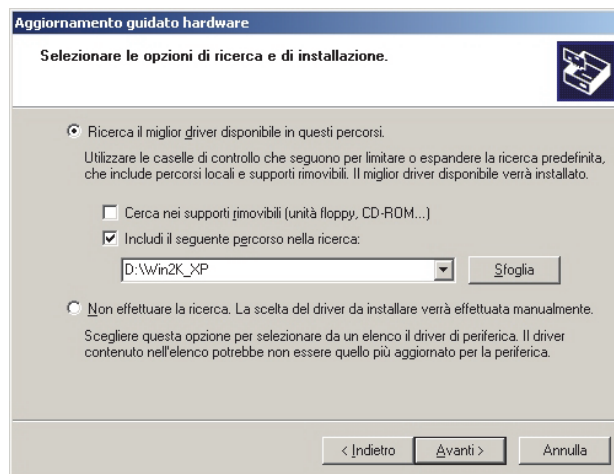 Aggiornamento guidato hardware
Selezionare le opzioni di ricerca e di installazione.
Ricerca il miglior driver disponibile in questi percorsi.
Utilizzare le caselle di controllo che seguono per limitare o espandere la ricerca predefinita,
che include percorsi locali e supporti rimovibili. Il miglior driver disponibile verrà installato.
Cerca nei supporti rimovibili (unità floppy, CD-ROM...)
Includi il seguente percorso nella ricerca:
D:\Win2K_XP
Sfoglia
Non effettuare la ricerca. La scelta del driver da installare verrà effettuata manualmente.
Scegliere questa opzione per selezionare da un elenco il driver di periferica. Il driver
contenuto nell'elenco potrebbe non essere quello più aggiornato per la periferica.
< Indietro
Avanti >
Annulla